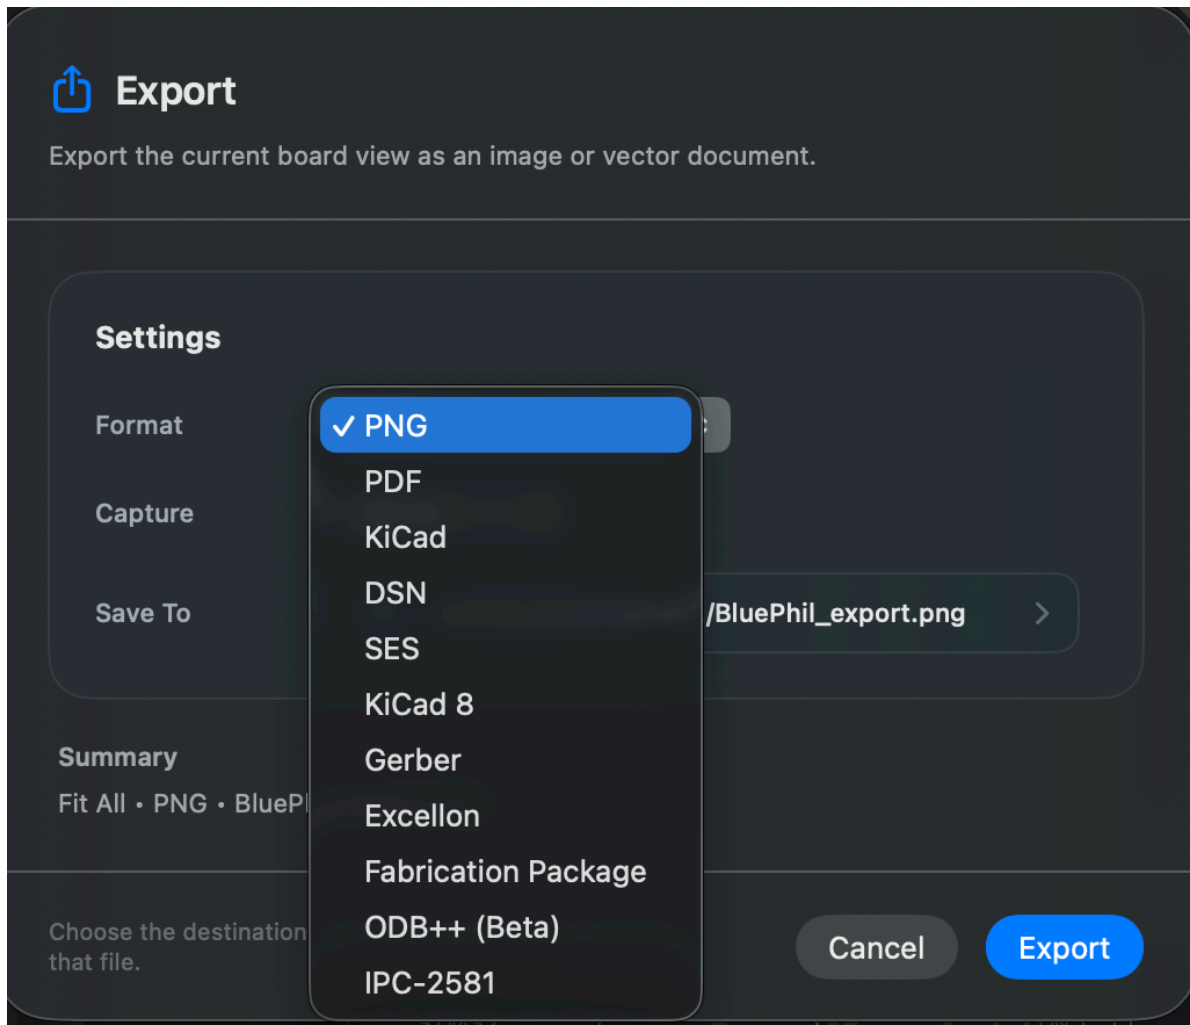 Export
Export the current board view as an image or vector document.
Settings
Format
✓ PNG
PDF
Capture
KiCad
DSN
Save To
/BluePhil_export.png
SES
KiCad 8
Summary
Gerber
Fit All • PNG •
Excellon
Fabrication Package
Choose the destination
that file.
ODB++ (Beta)
Cancel
Export
IPC-2581